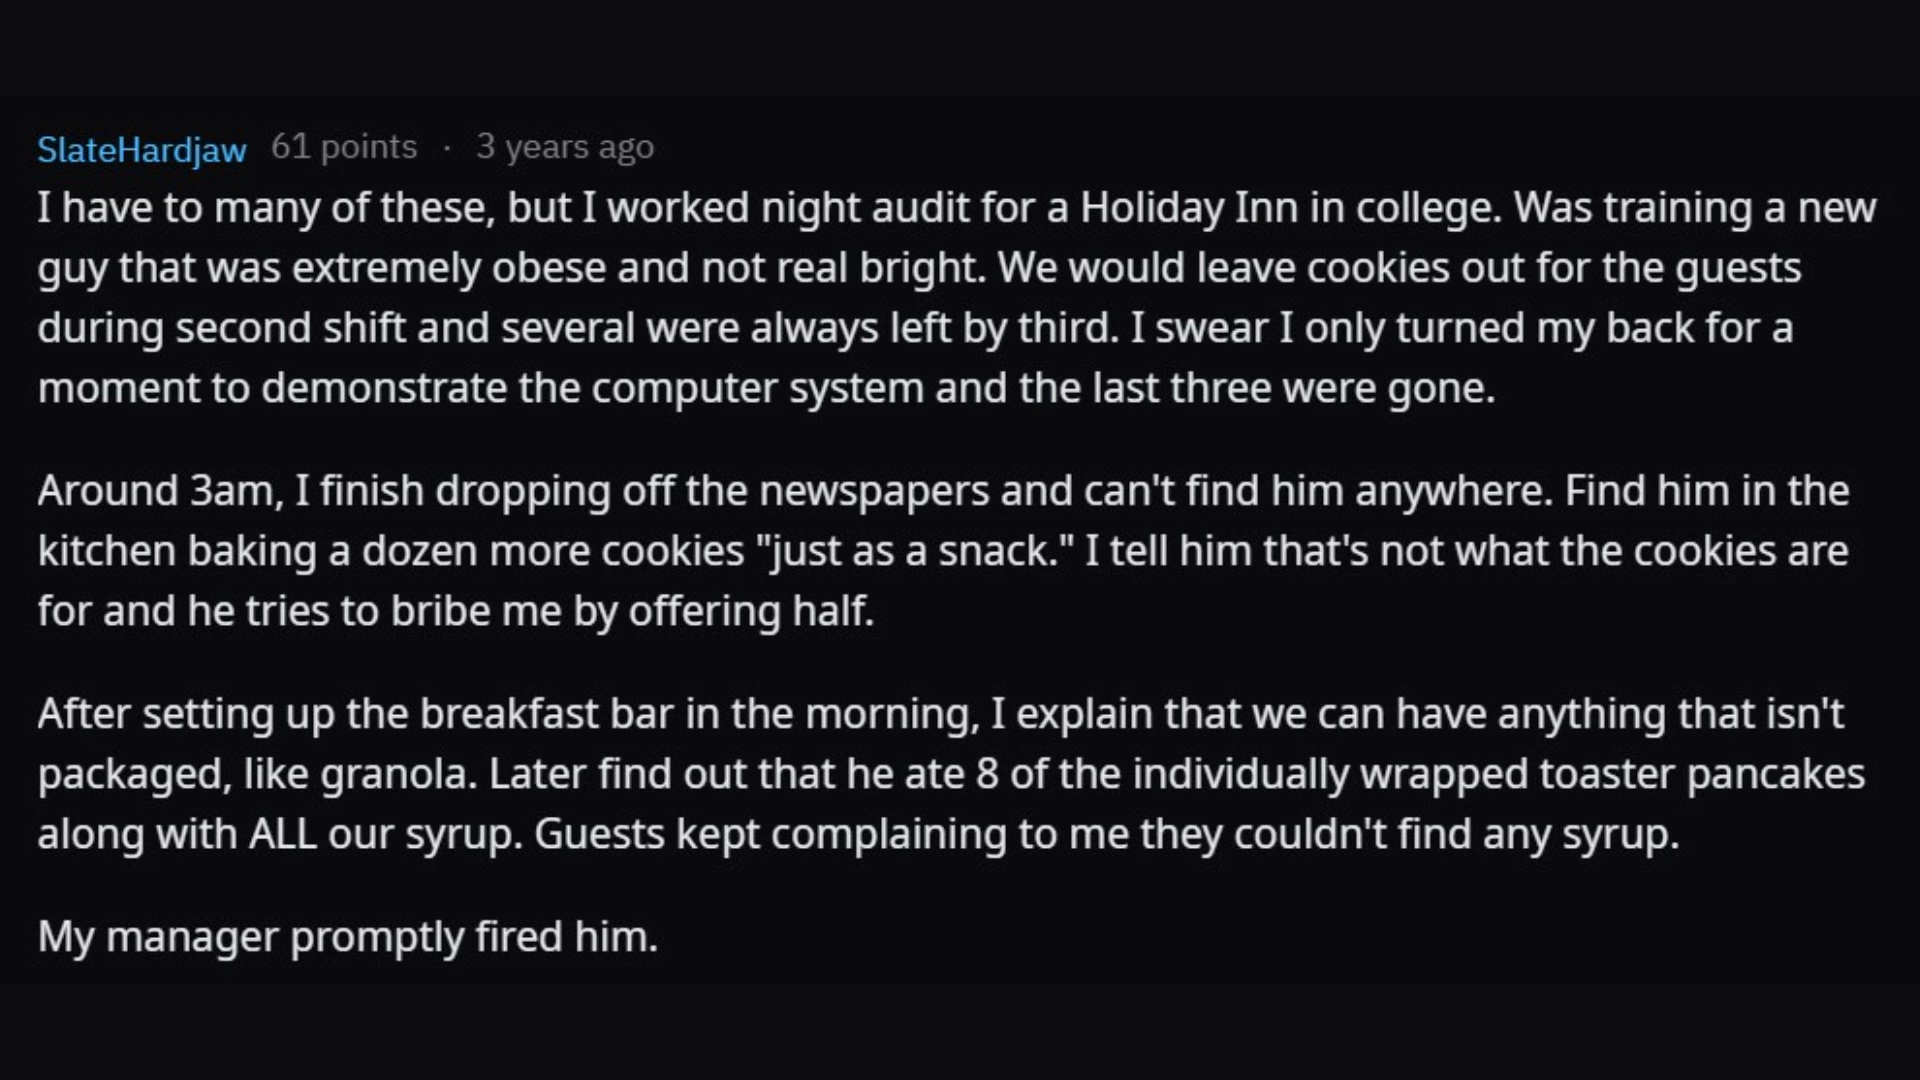 SlateHardjaw 61 points · 3 years ago
I have to many of these, but I worked night audit for a Holiday Inn in college. Was training a new
guy that was extremely obese and not real bright. We would leave cookies out for the guests
during second shift and several were always left by third. I swear I only turned my back for a
moment to demonstrate the computer system and the last three were gone.
Around 3am, I finish dropping off the newspapers and can't find him anywhere. Find him in the
kitchen baking a dozen more cookies "just as a snack." I tell him that's not what the cookies are
for and he tries to bribe me by offering half.
After setting up the breakfast bar in the morning, I explain that we can have anything that isn't
packaged, like granola. Later find out that he ate 8 of the individually wrapped toaster pancakes
along with ALL our syrup. Guests kept complaining to me they couldn't find any syrup.
My manager promptly fired him.